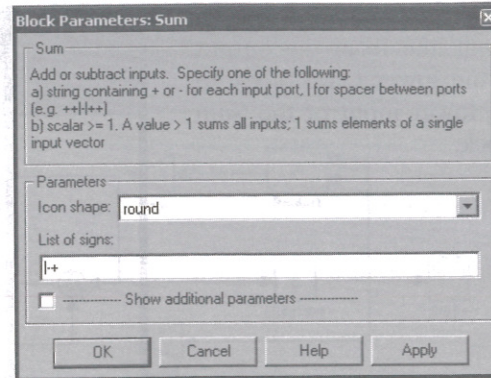 Block Parameters: Sum
Sum
Add or subtract inputs. Specify one of the following:
a) string containing + or - for each input port, | for spacer between ports
(e.g. ++|-|++)
b) scalar >= 1. A value > 1 sums all inputs; 1 sums elements of a single
input vector
Parameters
Icon shape: round
List of signs:
|-+
-------------- Show additional parameters --------------
OK Cancel Help Apply